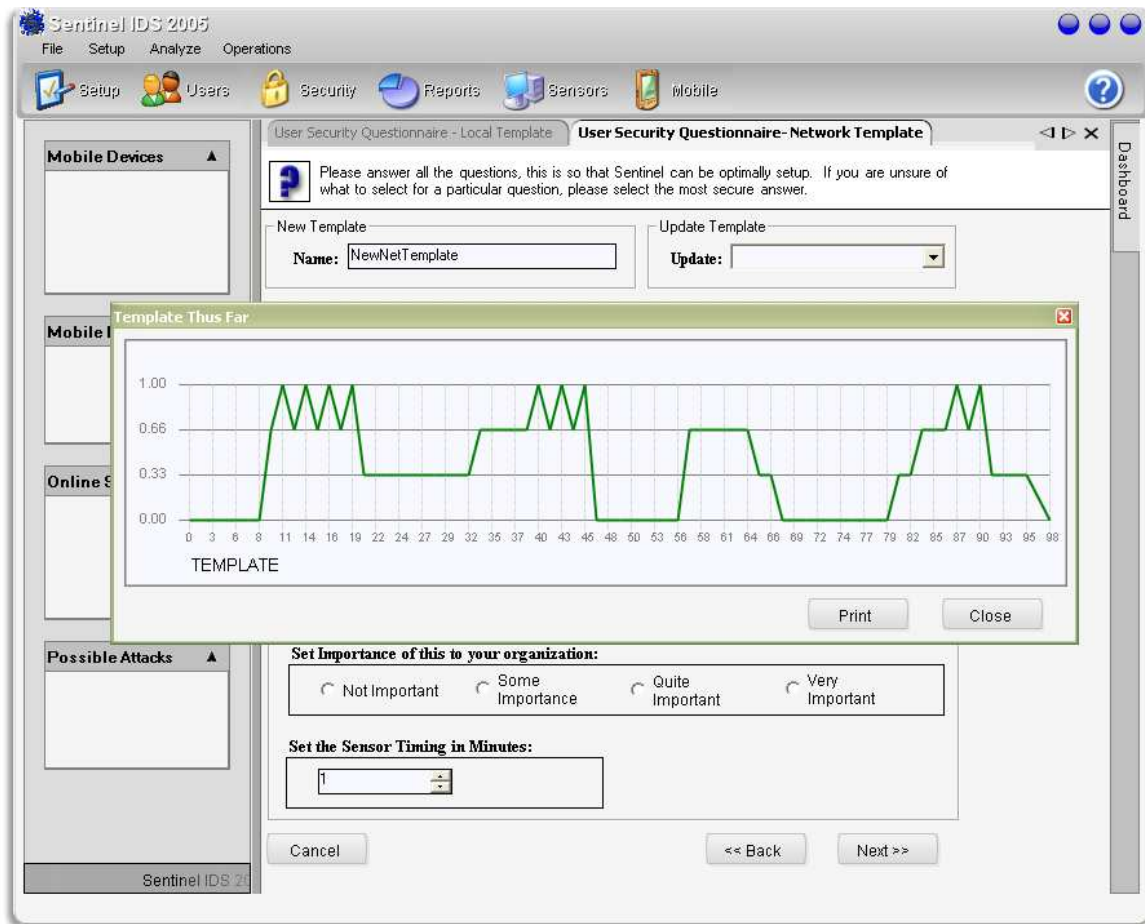 Sentinel IDS 2005
File Setup Analyze Operations
Setup Users Security Reports Sensors Mobile
User Security Questionnaire - Local Template
User Security Questionnaire- Network Template
Dashboard
Mobile Devices
Please answer all the questions, this is so that Sentinel can be optimally setup. If you are unsure of
what to select for a particular question, please select the most secure answer.
New Template
Name: NewNetTemplate
Update Template
Update:
Mobile
Online S
Template Thus Far
1.00
0.66
0.33
0.00
0 3 6 8 11 14 16 19 22 24 27 29 32 35 37 40 43 45 48 50 53 56 58 61 64 66 69 72 74 77 79 82 85 87 90 93 95 98
TEMPLATE
Print Close
Possible Attacks
Set Importance of this to your organization:
Not Important
Some
Importance
Quite
Important
Very
Important
Set the Sensor Timing in Minutes:
1
Cancel << Back Next >>
Sentinel IDS 20